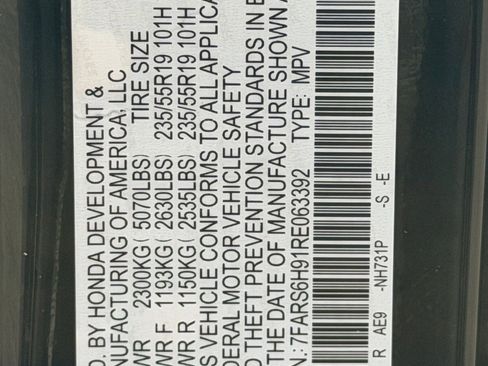 D. BY HONDA DEVELOPMENT &
NUFACTURING OF AMERICA, LLC
WR 2300KG ( 5070LBS) TIRE SIZE
WR F 1193KG ( 2630LBS) 235/55R19 101H
WR R 1150KG ( 2535LBS) 235/55R19 101H
S VEHICLE CONFORMS TO ALL APPLICA
DERAL MOTOR VEHICLE SAFETY
D THEFT PREVENTION STANDARDS IN E
THE DATE OF MANUFACTURE SHOWN A
N.: 7FARS6H91RE063392 TYPE: MPV
R AE9 -NH731P -S -E